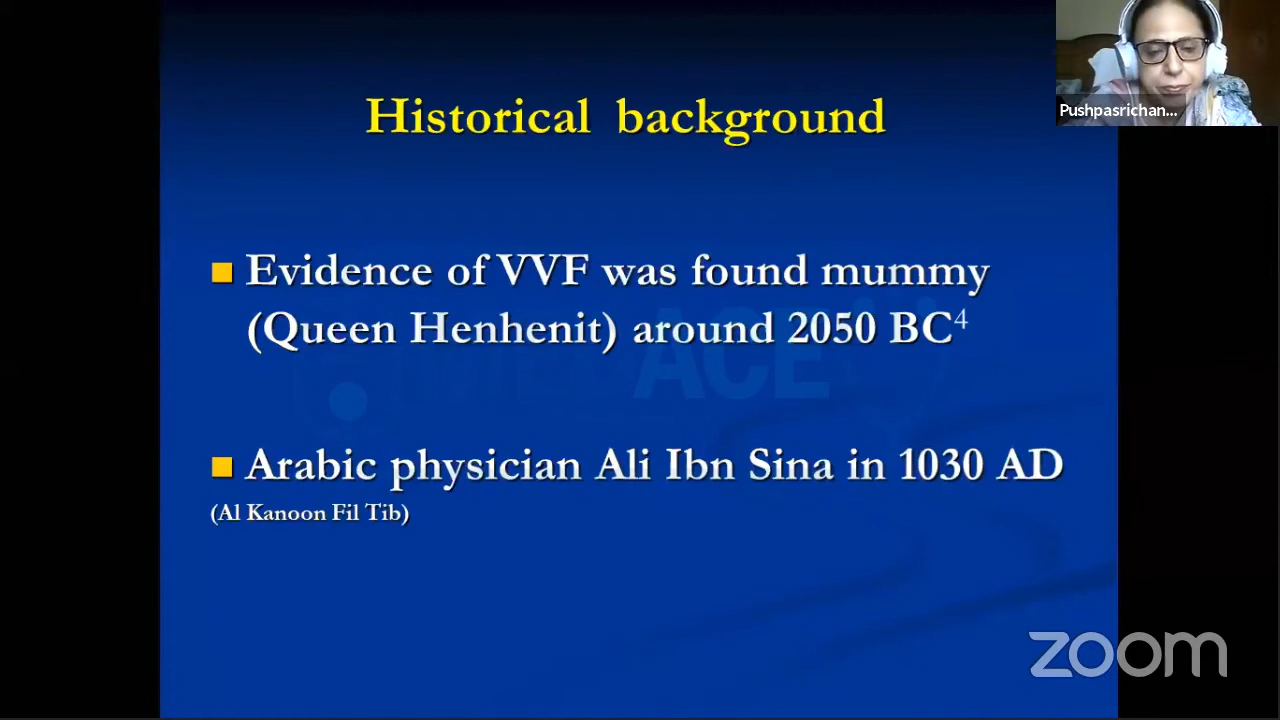 Historical background
Pushpasrichan...
Evidence of VVF was found mummy
(Queen Henhenit) around 2050 BC4
ACE
Arabic physician Ali Ibn Sina in 1030 AD
(Al Kanoon Fil Tib)
zoom